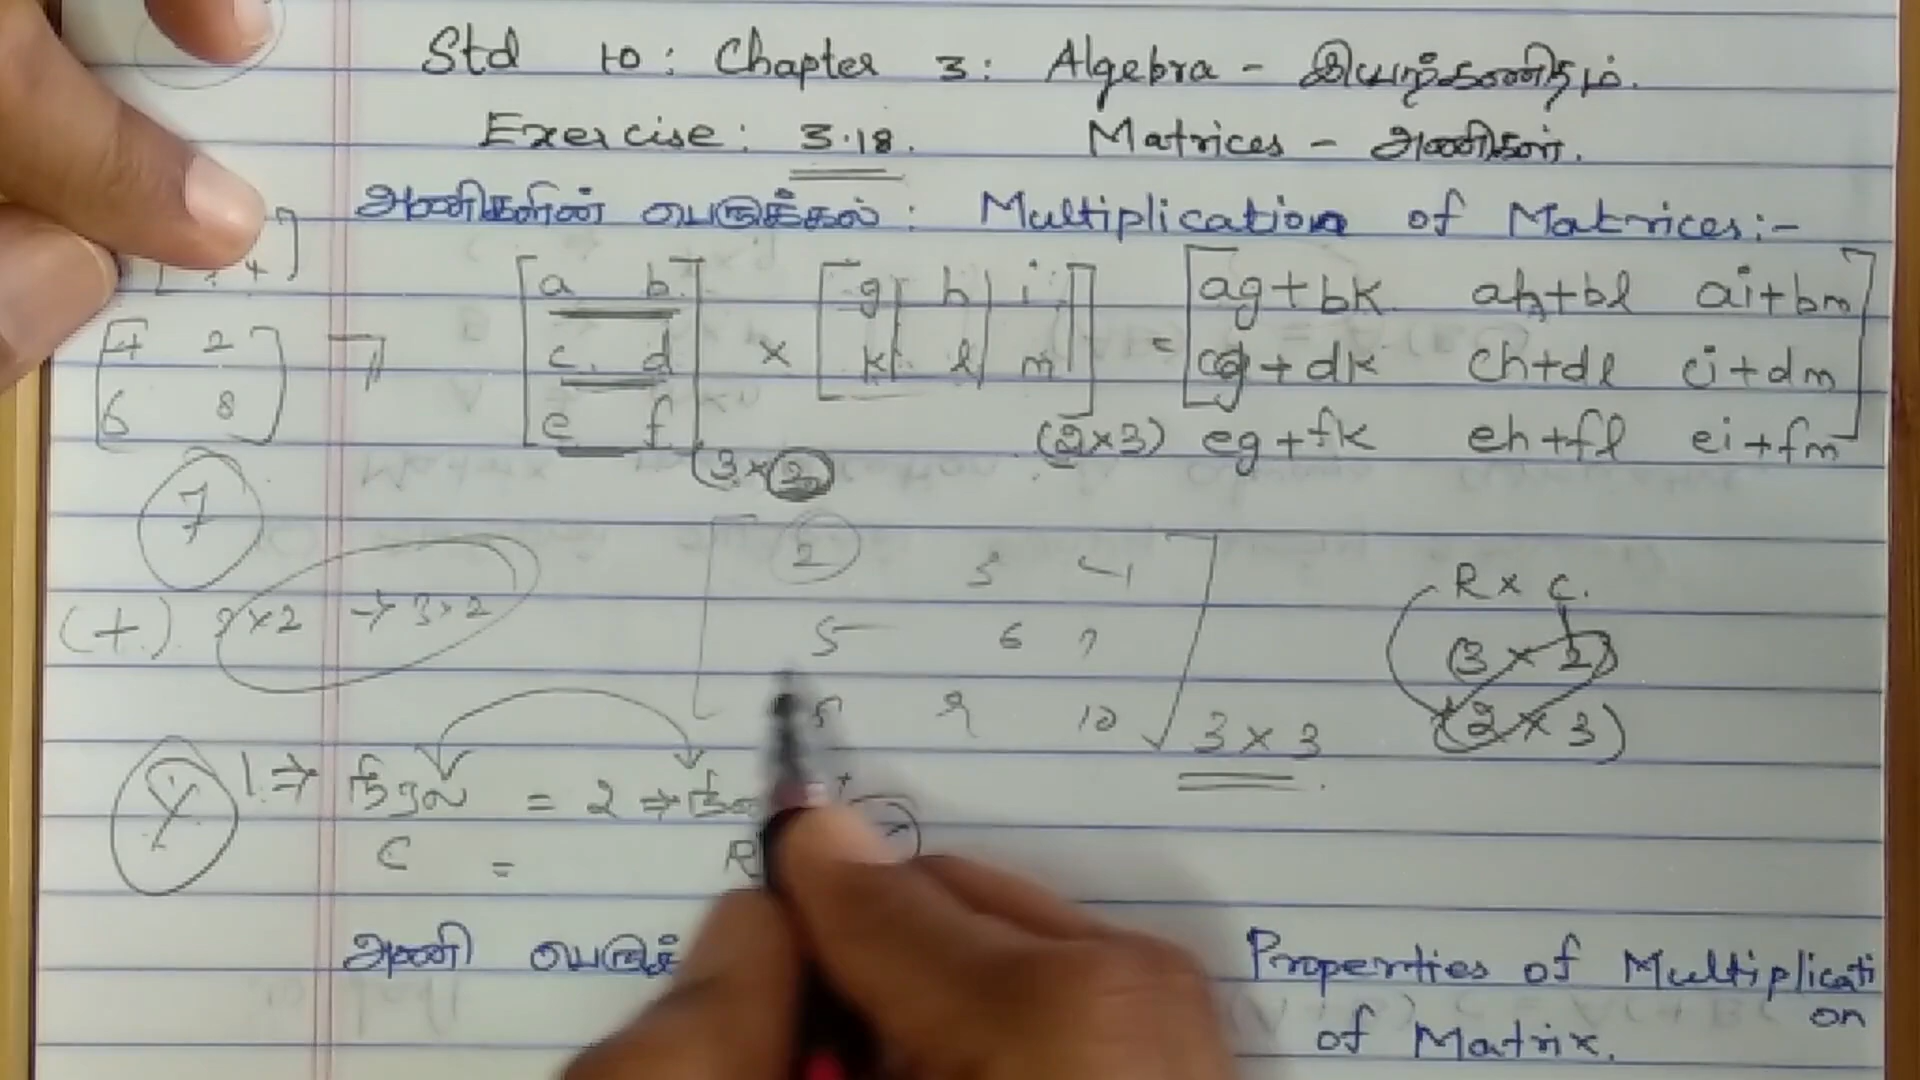 Std 10 : Chapter 3 : Algebra - இயற்கணிதம்.
Exercise : 3.18. Matrices - அணிகள்.
அணிகளின் பெருக்கல் : Multiplication of Matrices :-
a b g h i ag+bk ah+bl ai+bm
4 2 c d × k l m = cg+dk ch+dl ci+dm
6 8 e f (3×2) (2×3) eg+fk eh+fl ei+fm
7 2 3 4 R × C.
(+) 2×2 → 3×2 5 6 7 (3 × 2)
5 9 10 3 × 3 (2 × 3)
1. ⇒ நிரல் = 2 ⇒
C = R
அணி Properties of Multiplicati
on
of Matrix.